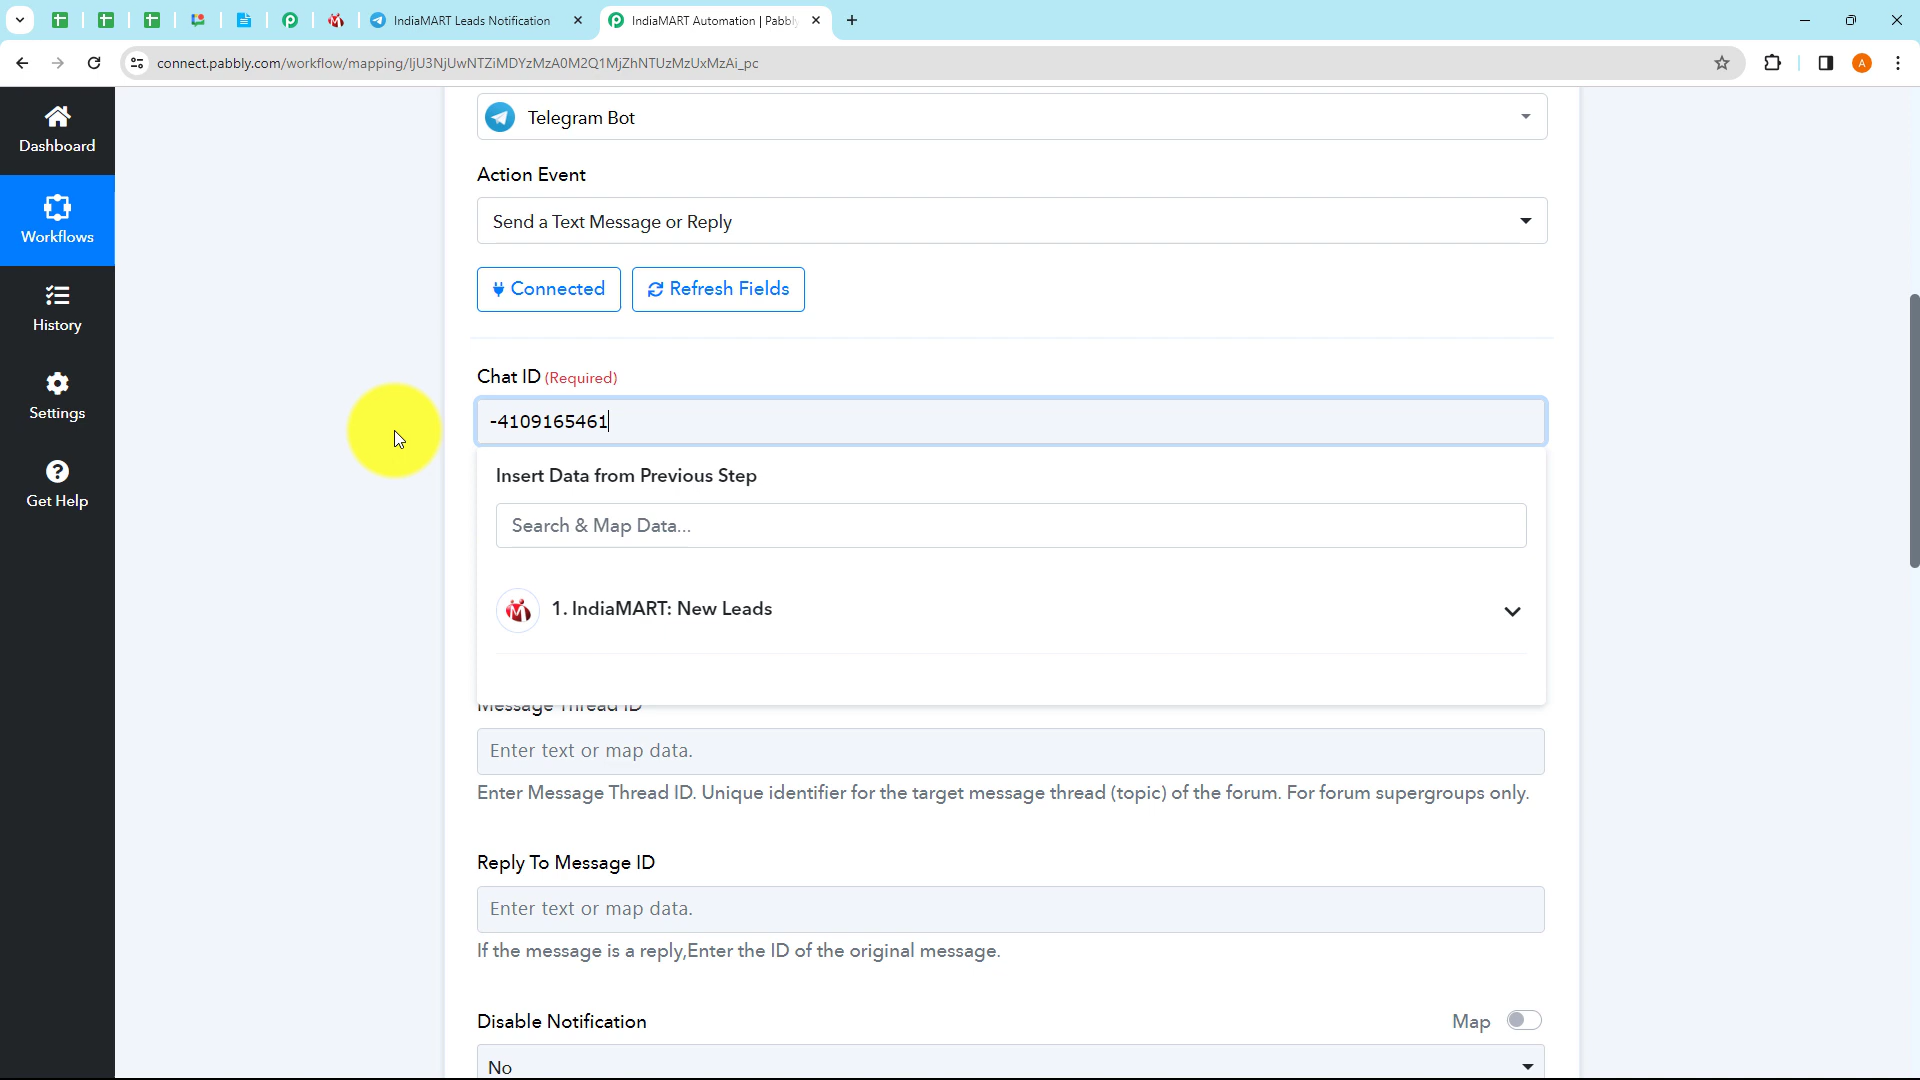 IndiaMART Leads Notification
IndiaMART Automation | Pabbly
connect.pabbly.com/workflow/mapping/IjU3NjUwNTZiMDYzMzA0M2Q1MjZhNTUzMzUxMzAi_pc
A
Dashboard
Workflows
History
Settings
Get Help
Telegram Bot
Action Event
Send a Text Message or Reply
Connected
Refresh Fields
Chat ID (Required)
-4109165461
Insert Data from Previous Step
Search & Map Data...
1. IndiaMART: New Leads
Message Thread ID
Enter text or map data.
Enter Message Thread ID. Unique identifier for the target message thread (topic) of the forum. For forum supergroups only.
Reply To Message ID
Enter text or map data.
If the message is a reply,Enter the ID of the original message.
Disable Notification
Map
No